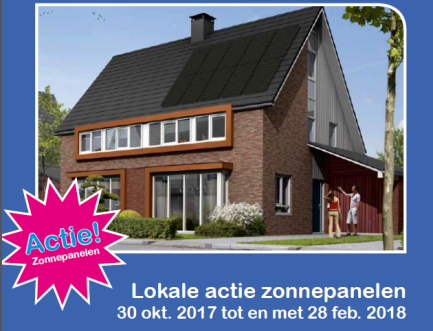 Actie!
Zonnepanelen
Lokale actie zonnepanelen
30 okt. 2017 tot en met 28 feb. 2018